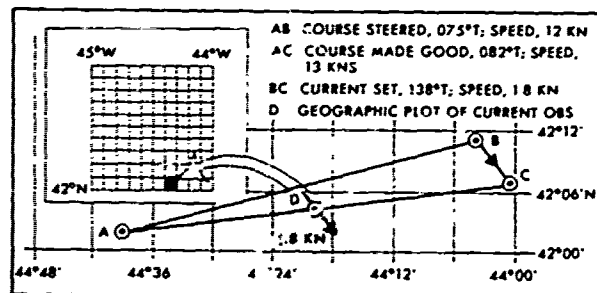 45°W 44°W
42°N
AB COURSE STEERED, 075°T; SPEED, 12 KN
AC COURSE MADE GOOD, 082°T; SPEED,
13 KNS
BC CURRENT SET, 138°T; SPEED, 1 8 KN
D GEOGRAPHIC PLOT OF CURRENT OBS
42°12'
B
C
42°06'N
D
A
1.8 KN
42°00'
44°48' 44°36' 44°12' 44°00'